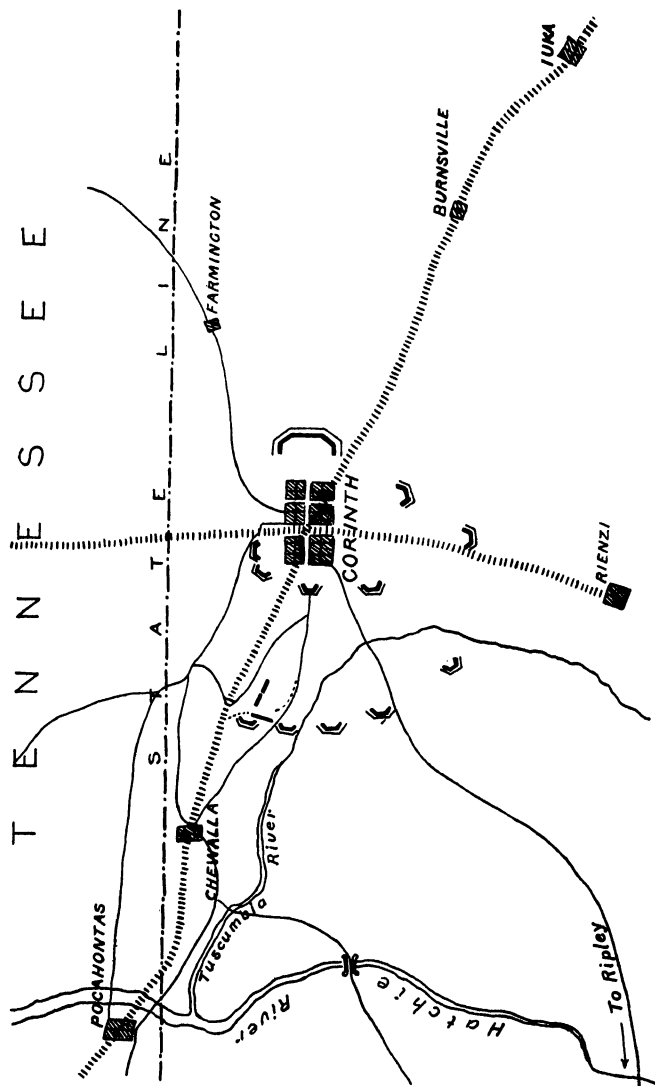 TENNESSEE
STATE LINE
IUKA
BURNSVILLE
FARMINGTON
CORINTH
RIENZI
CHEWALLA
POCAHONTAS
Tuscumbia
River
River
Hatchie
To Ripley